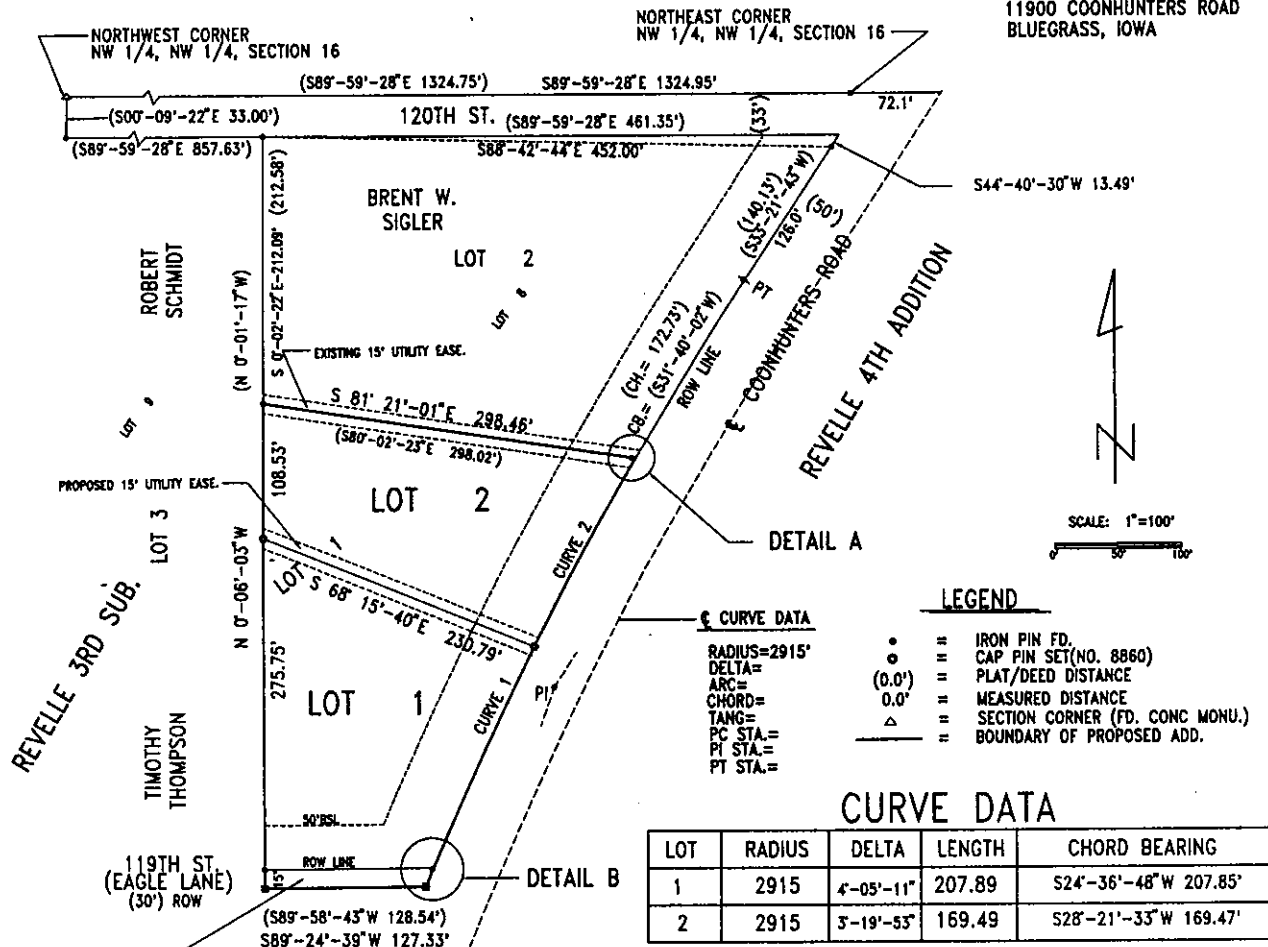 11900 COONHUNTERS ROAD
BLUEGRASS, IOWA
NORTHWEST CORNER
NW 1/4, NW 1/4, SECTION 16
NORTHEAST CORNER
NW 1/4, NW 1/4, SECTION 16
(S89°-59'-28"E 1324.75')
S89°-59'-28"E 1324.95'
72.1'
(S00°-09'-22"E 33.00')
120TH ST.
(S89°-59'-28"E 461.35')
(33')
(S89°-59'-28"E 857.63')
S88°-42'-44"E 452.00'
S44°-40'-30"W 13.49'
BRENT W.
SIGLER
LOT 2
LOT 8
ROBERT
SCHMIDT
LOT 9
(N 0°-01'-17"W)
(212.58')
S 0°-02'-22"E-212.09'
(140.13')
(S33°-21'-43"W)
126.0'
(50')
PT
(CH.= 172.73')
CB.= (S31°-40'-02"W)
ROW LINE
℄ COONHUNTERS ROAD
REVELLE 4TH ADDITION
N
EXISTING 15' UTILITY EASE.
S 81° 21'-01"E 298.46'
(S80°-02'-23"E 298.02')
PROPOSED 15' UTILITY EASE.
108.53'
LOT 2
DETAIL A
SCALE: 1"=100'
0 50' 100'
LOT 3
REVELLE 3RD SUB.
N 0°-06'-03"W
LOT 1
S 68° 15'-40"E 230.79'
CURVE 2
275.75'
LOT 1
CURVE 1
PI
TIMOTHY
THOMPSON
50'BSL
ROW LINE
15'
119TH ST.
(EAGLE LANE)
(30') ROW
DETAIL B
(S89°-58'-43"W 128.54')
S89°-24'-39"W 127.33'
℄ CURVE DATA
RADIUS=2915'
DELTA=
ARC=
CHORD=
TANG=
PC STA.=
PI STA.=
PT STA.=
LEGEND
= IRON PIN FD.
= CAP PIN SET(NO. 8860)
(0.0') = PLAT/DEED DISTANCE
0.0' = MEASURED DISTANCE
= SECTION CORNER (FD. CONC MONU.)
= BOUNDARY OF PROPOSED ADD.
CURVE DATA
LOT RADIUS DELTA LENGTH CHORD BEARING
1 2915 4°-05'-11" 207.89 S24°-36'-48"W 207.85'
2 2915 3°-19'-53" 169.49 S28°-21'-33"W 169.47'